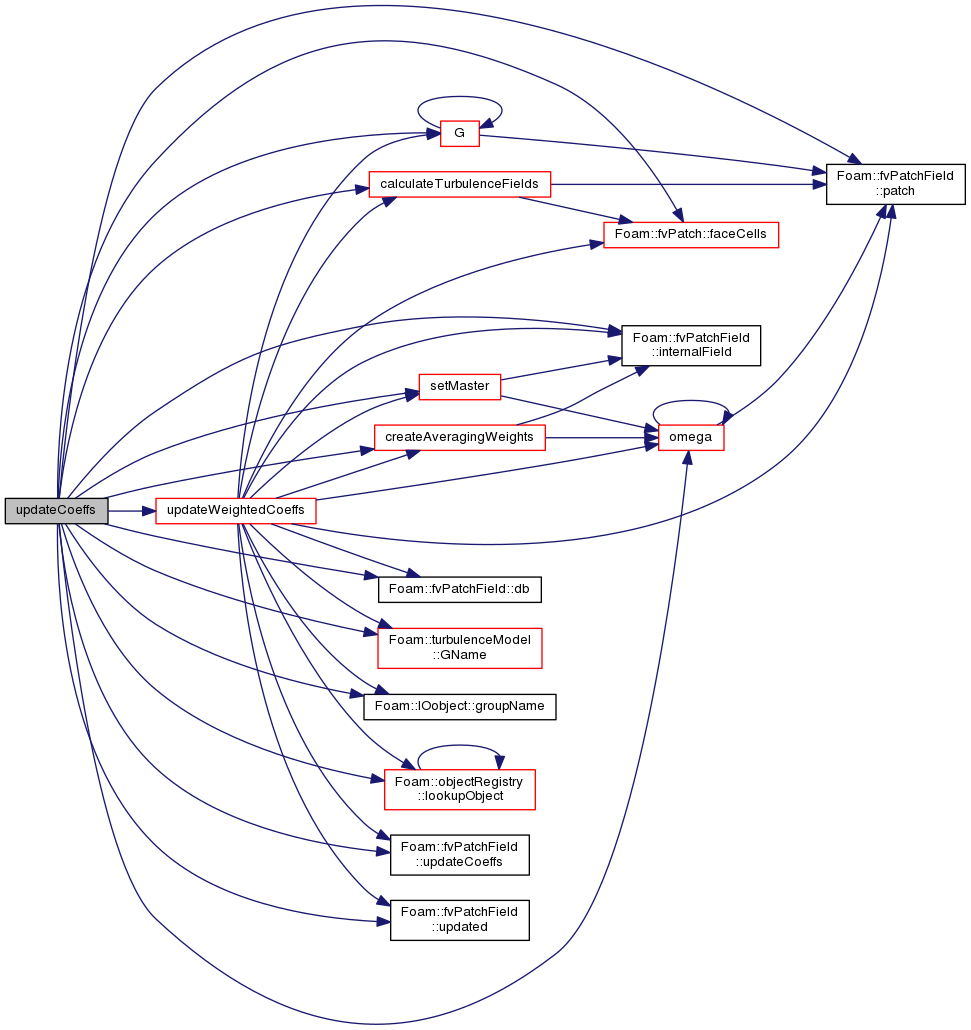 G
calculateTurbulenceFields
Foam::fvPatchField
::patch
Foam::fvPatch::faceCells
Foam::fvPatchField
::internalField
setMaster
createAveragingWeights
omega
updateCoeffs
updateWeightedCoeffs
Foam::fvPatchField::db
Foam::turbulenceModel
::GName
Foam::IOobject::groupName
Foam::objectRegistry
::lookupObject
Foam::fvPatchField
::updateCoeffs
Foam::fvPatchField
::updated